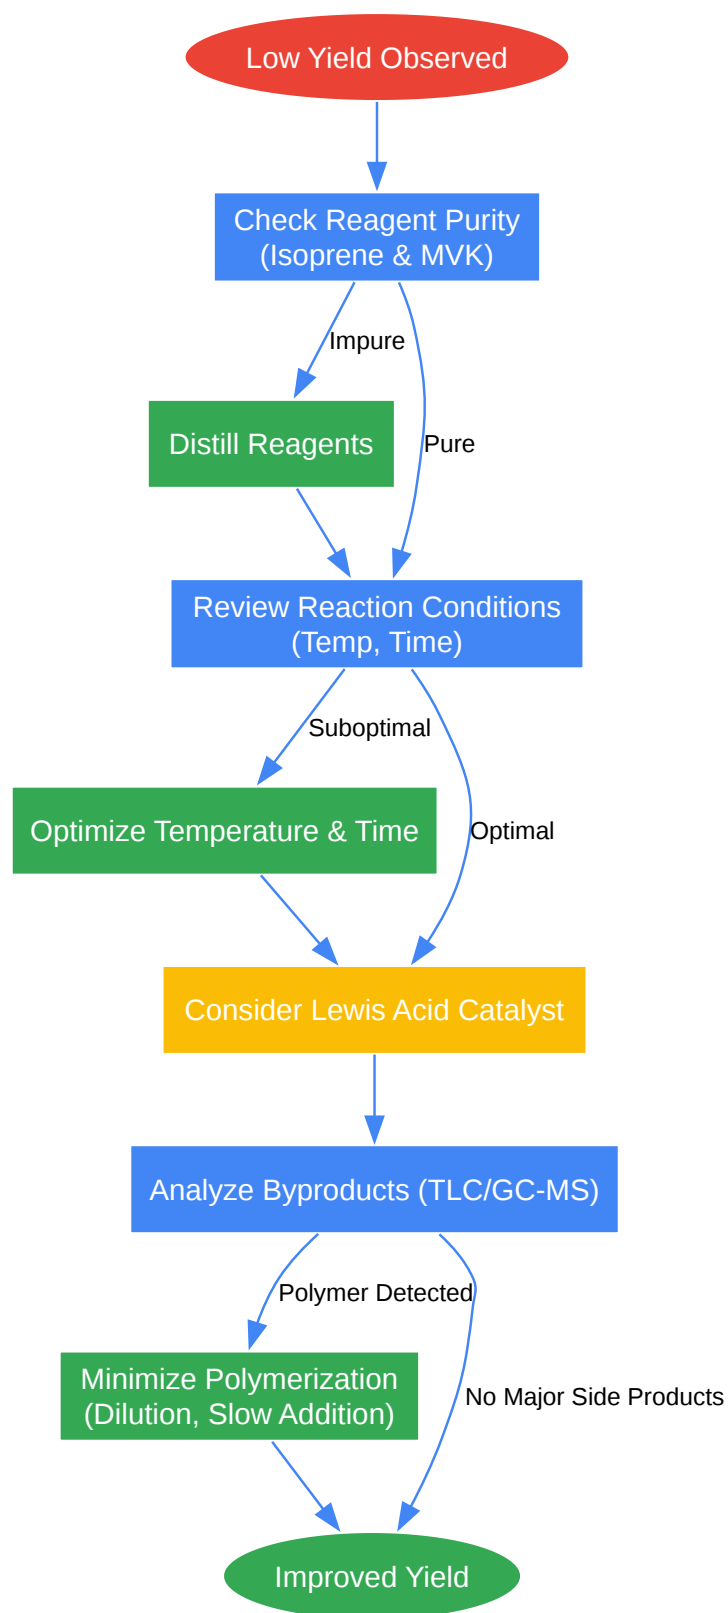 Low Yield Observed
Check Reagent Purity
(Isoprene & MVK)
Impure
Distill Reagents
Pure
Review Reaction Conditions
(Temp, Time)
Suboptimal
Optimize Temperature & Time
Optimal
Consider Lewis Acid Catalyst
Analyze Byproducts (TLC/GC-MS)
Polymer Detected
Minimize Polymerization
(Dilution, Slow Addition)
No Major Side Products
Improved Yield